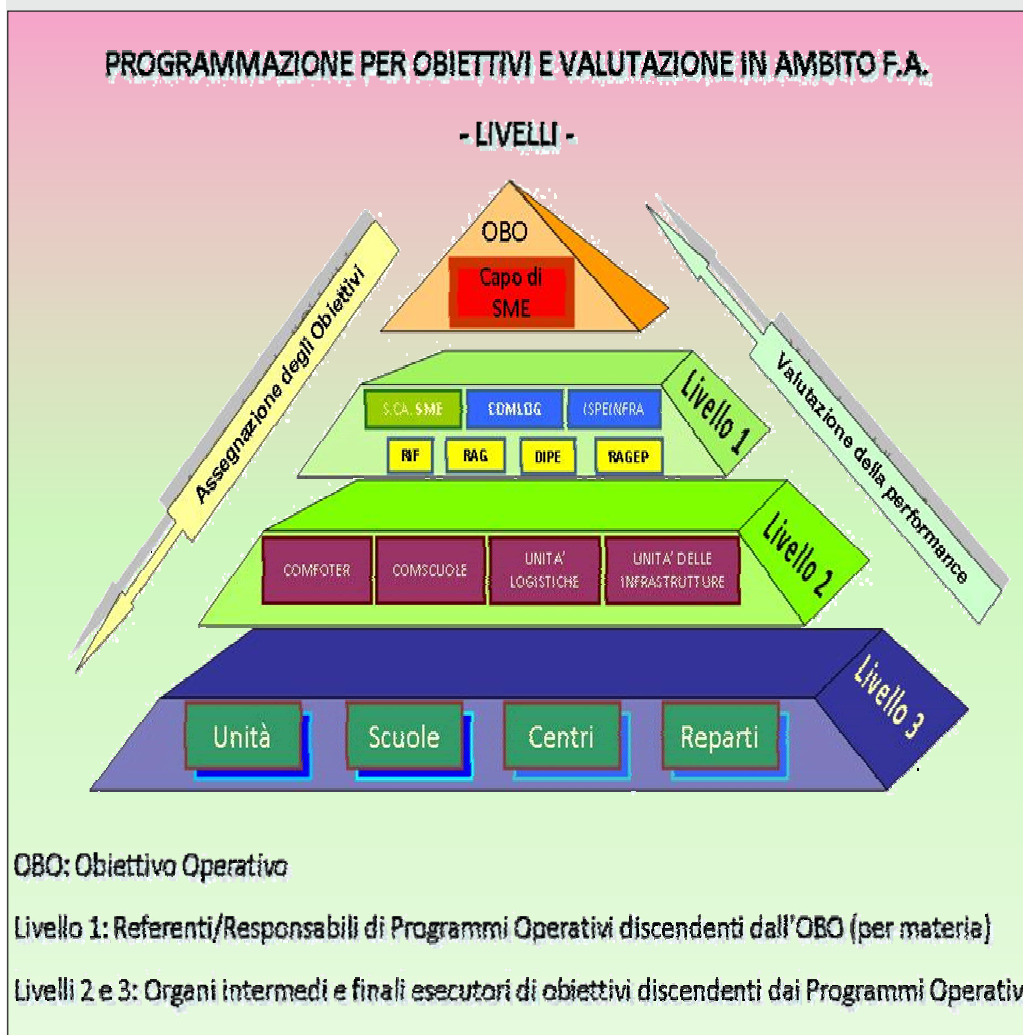 PROGRAMMAZIONE PER OBIETTIVI E VALUTAZIONE IN AMBITO F.A.
- LIVELLI -
OBO
Capo di
SME
Assegnazione degli Obiettivi
Valutazione della performance
S.CA. SME
COMLOG
ISPEINFRA
Livello 1
RIF
RAG
DIPE
RAGEP
COMFOTER
COMSCUOLE
UNITA'
LOGISTICHE
UNITA' DELLE
INFRASTRUTTURE
Livello 2
Unità
Scuole
Centri
Reparti
Livello 3
OBO: Obiettivo Operativo
Livello 1: Referenti/Responsabili di Programmi Operativi discendenti dall'OBO (per materia)
Livelli 2 e 3: Organi intermedi e finali esecutori di obiettivi discendenti dai Programmi Operativ